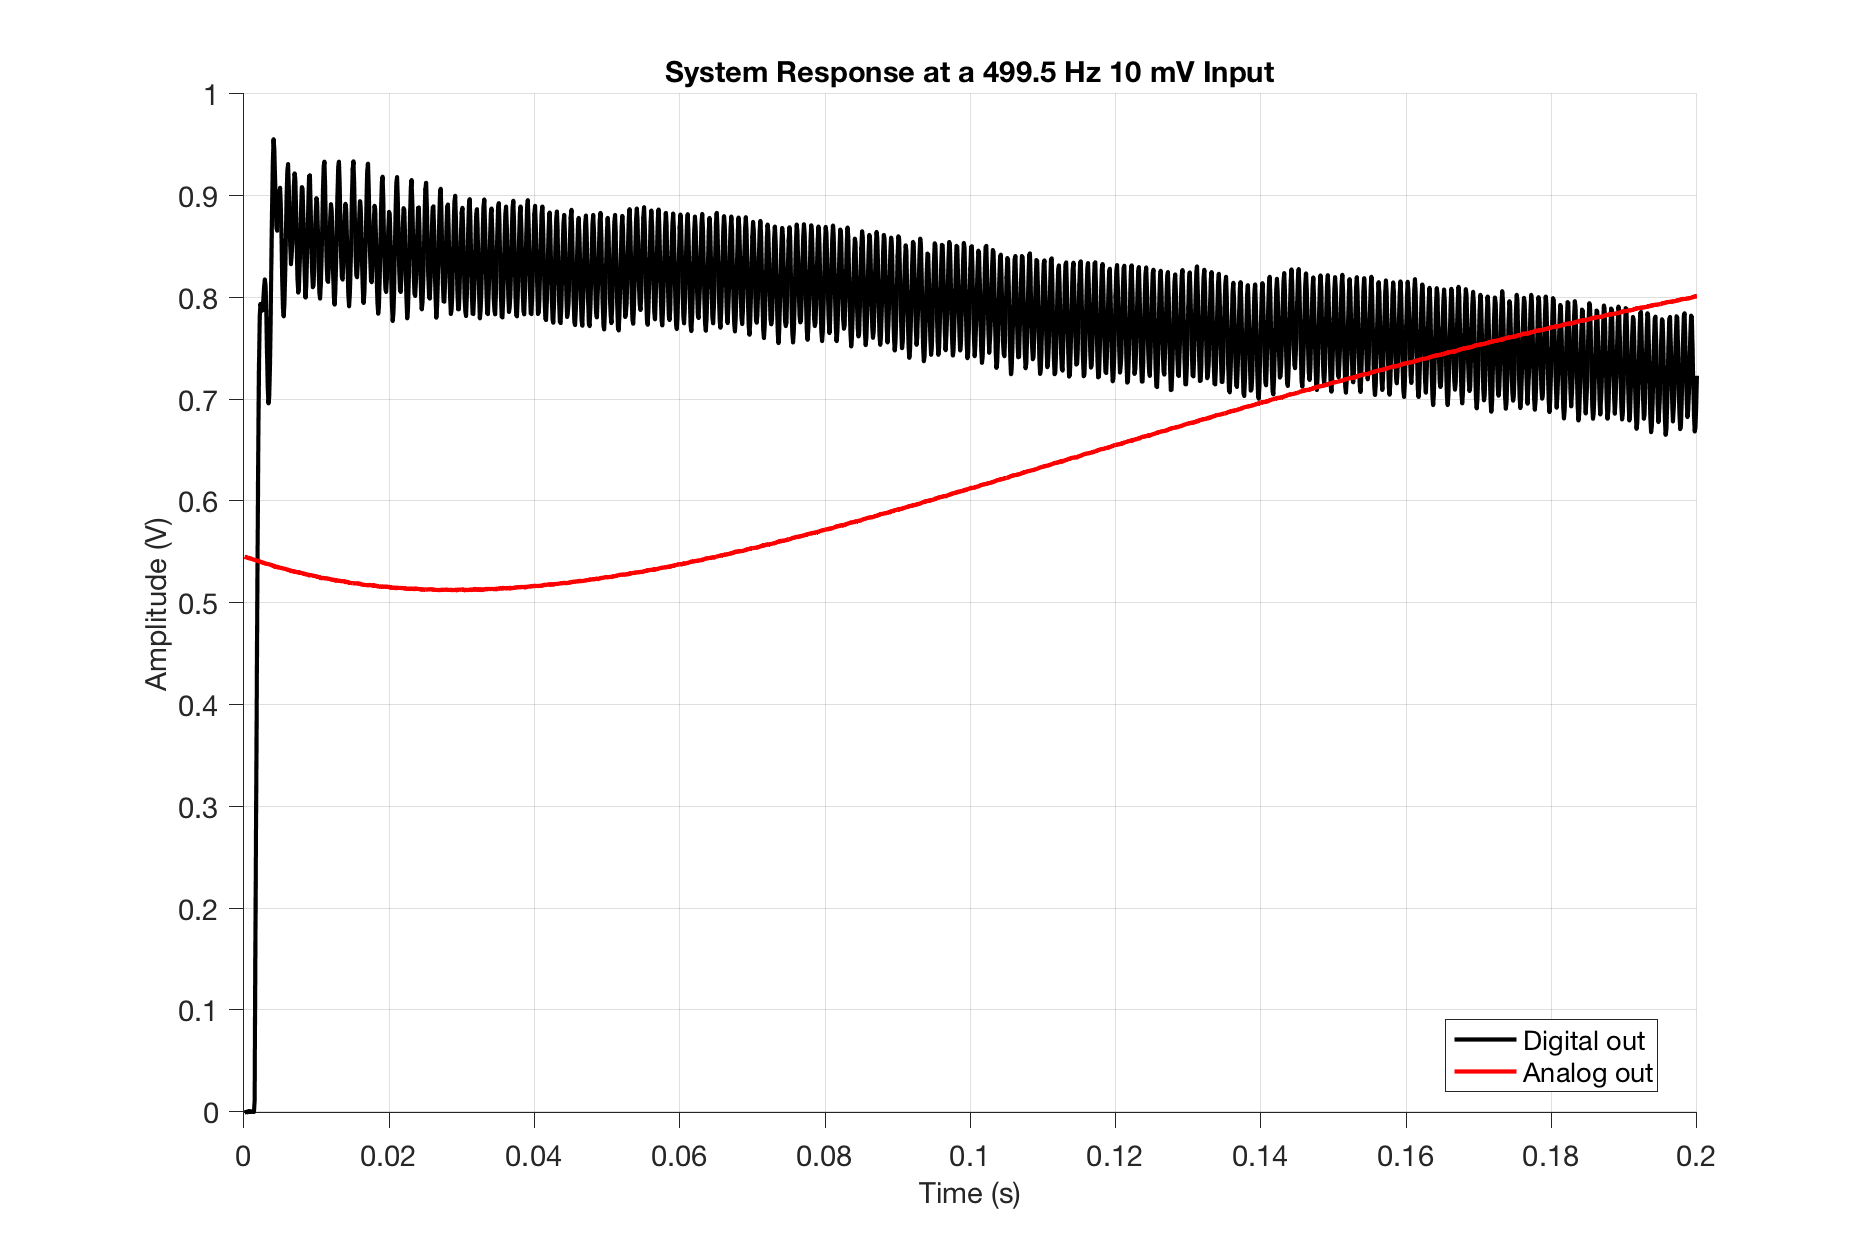 System Response at a 499.5 Hz 10 mV Input
1
0.9
0.8
0.7
0.6
0.5
0.4
0.3
0.2
0.1
0
Amplitude (V)
Digital out
Analog out
0 0.02 0.04 0.06 0.08 0.1 0.12 0.14 0.16 0.18 0.2
Time (s)